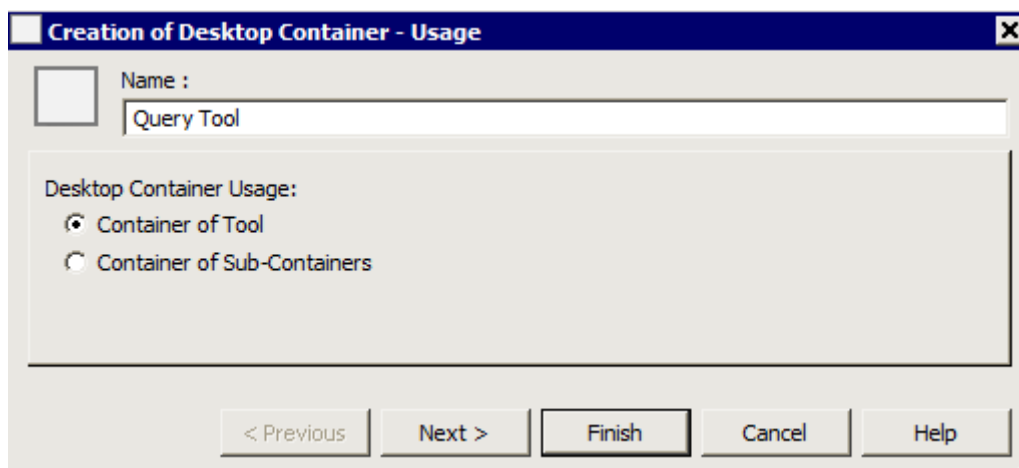 Creation of Desktop Container - Usage
Name :
Query Tool
Desktop Container Usage:
Container of Tool
Container of Sub-Containers
< Previous Next > Finish Cancel Help